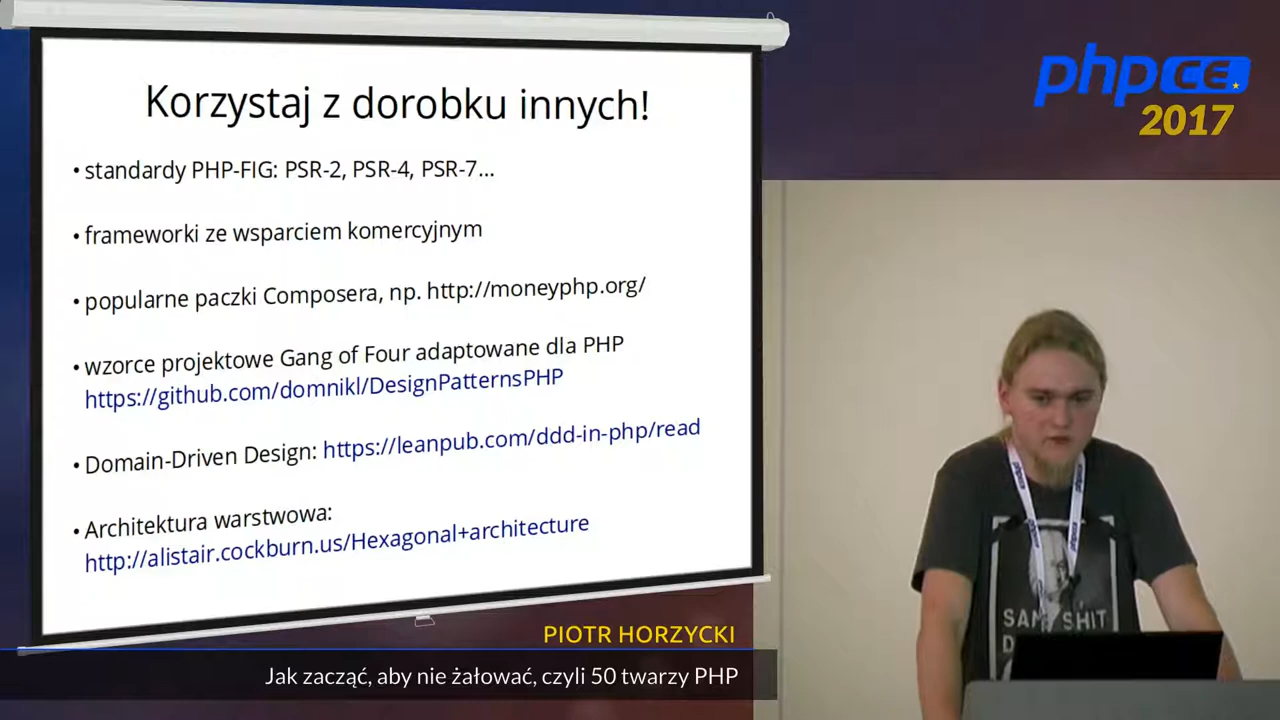 Korzystaj z dorobku innych!
• standardy PHP-FIG: PSR-2, PSR-4, PSR-7...
• frameworki ze wsparciem komercyjnym
• popularne paczki Composera, np. http://moneyphp.org/
• wzorce projektowe Gang of Four adaptowane dla PHP
https://github.com/domnikl/DesignPatternsPHP
• Domain-Driven Design: https://leanpub.com/ddd-in-php/read
• Architektura warstwowa:
http://alistair.cockburn.us/Hexagonal+architecture
PIOTR HORZYCKI
Jak zacząć, aby nie żałować, czyli 50 twarzy PHP
phpCE
2017
phpce
SAME SHIT